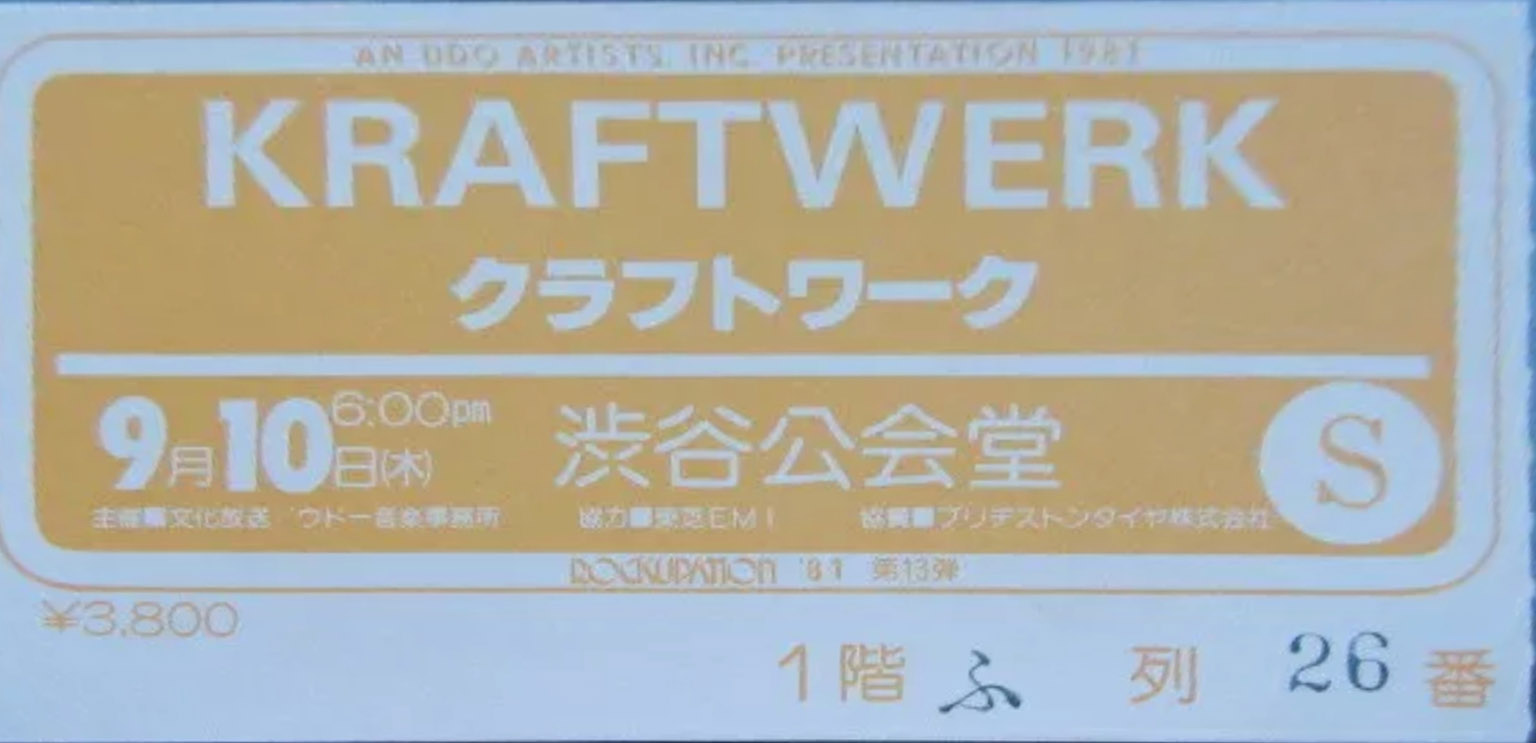 AN UDO ARTISTS, INC. PRESENTATION 1981
KRAFTWERK
クラフトワーク
9月10日(木) 6:00pm 渋谷公会堂 S
主催■文化放送 ウドー音楽事務所 協力■東芝EMI 協賛■ブリヂストンタイヤ株式会社
ROCKUPATION '81 第13弾
¥3,800
1階 ふ 列 26 番